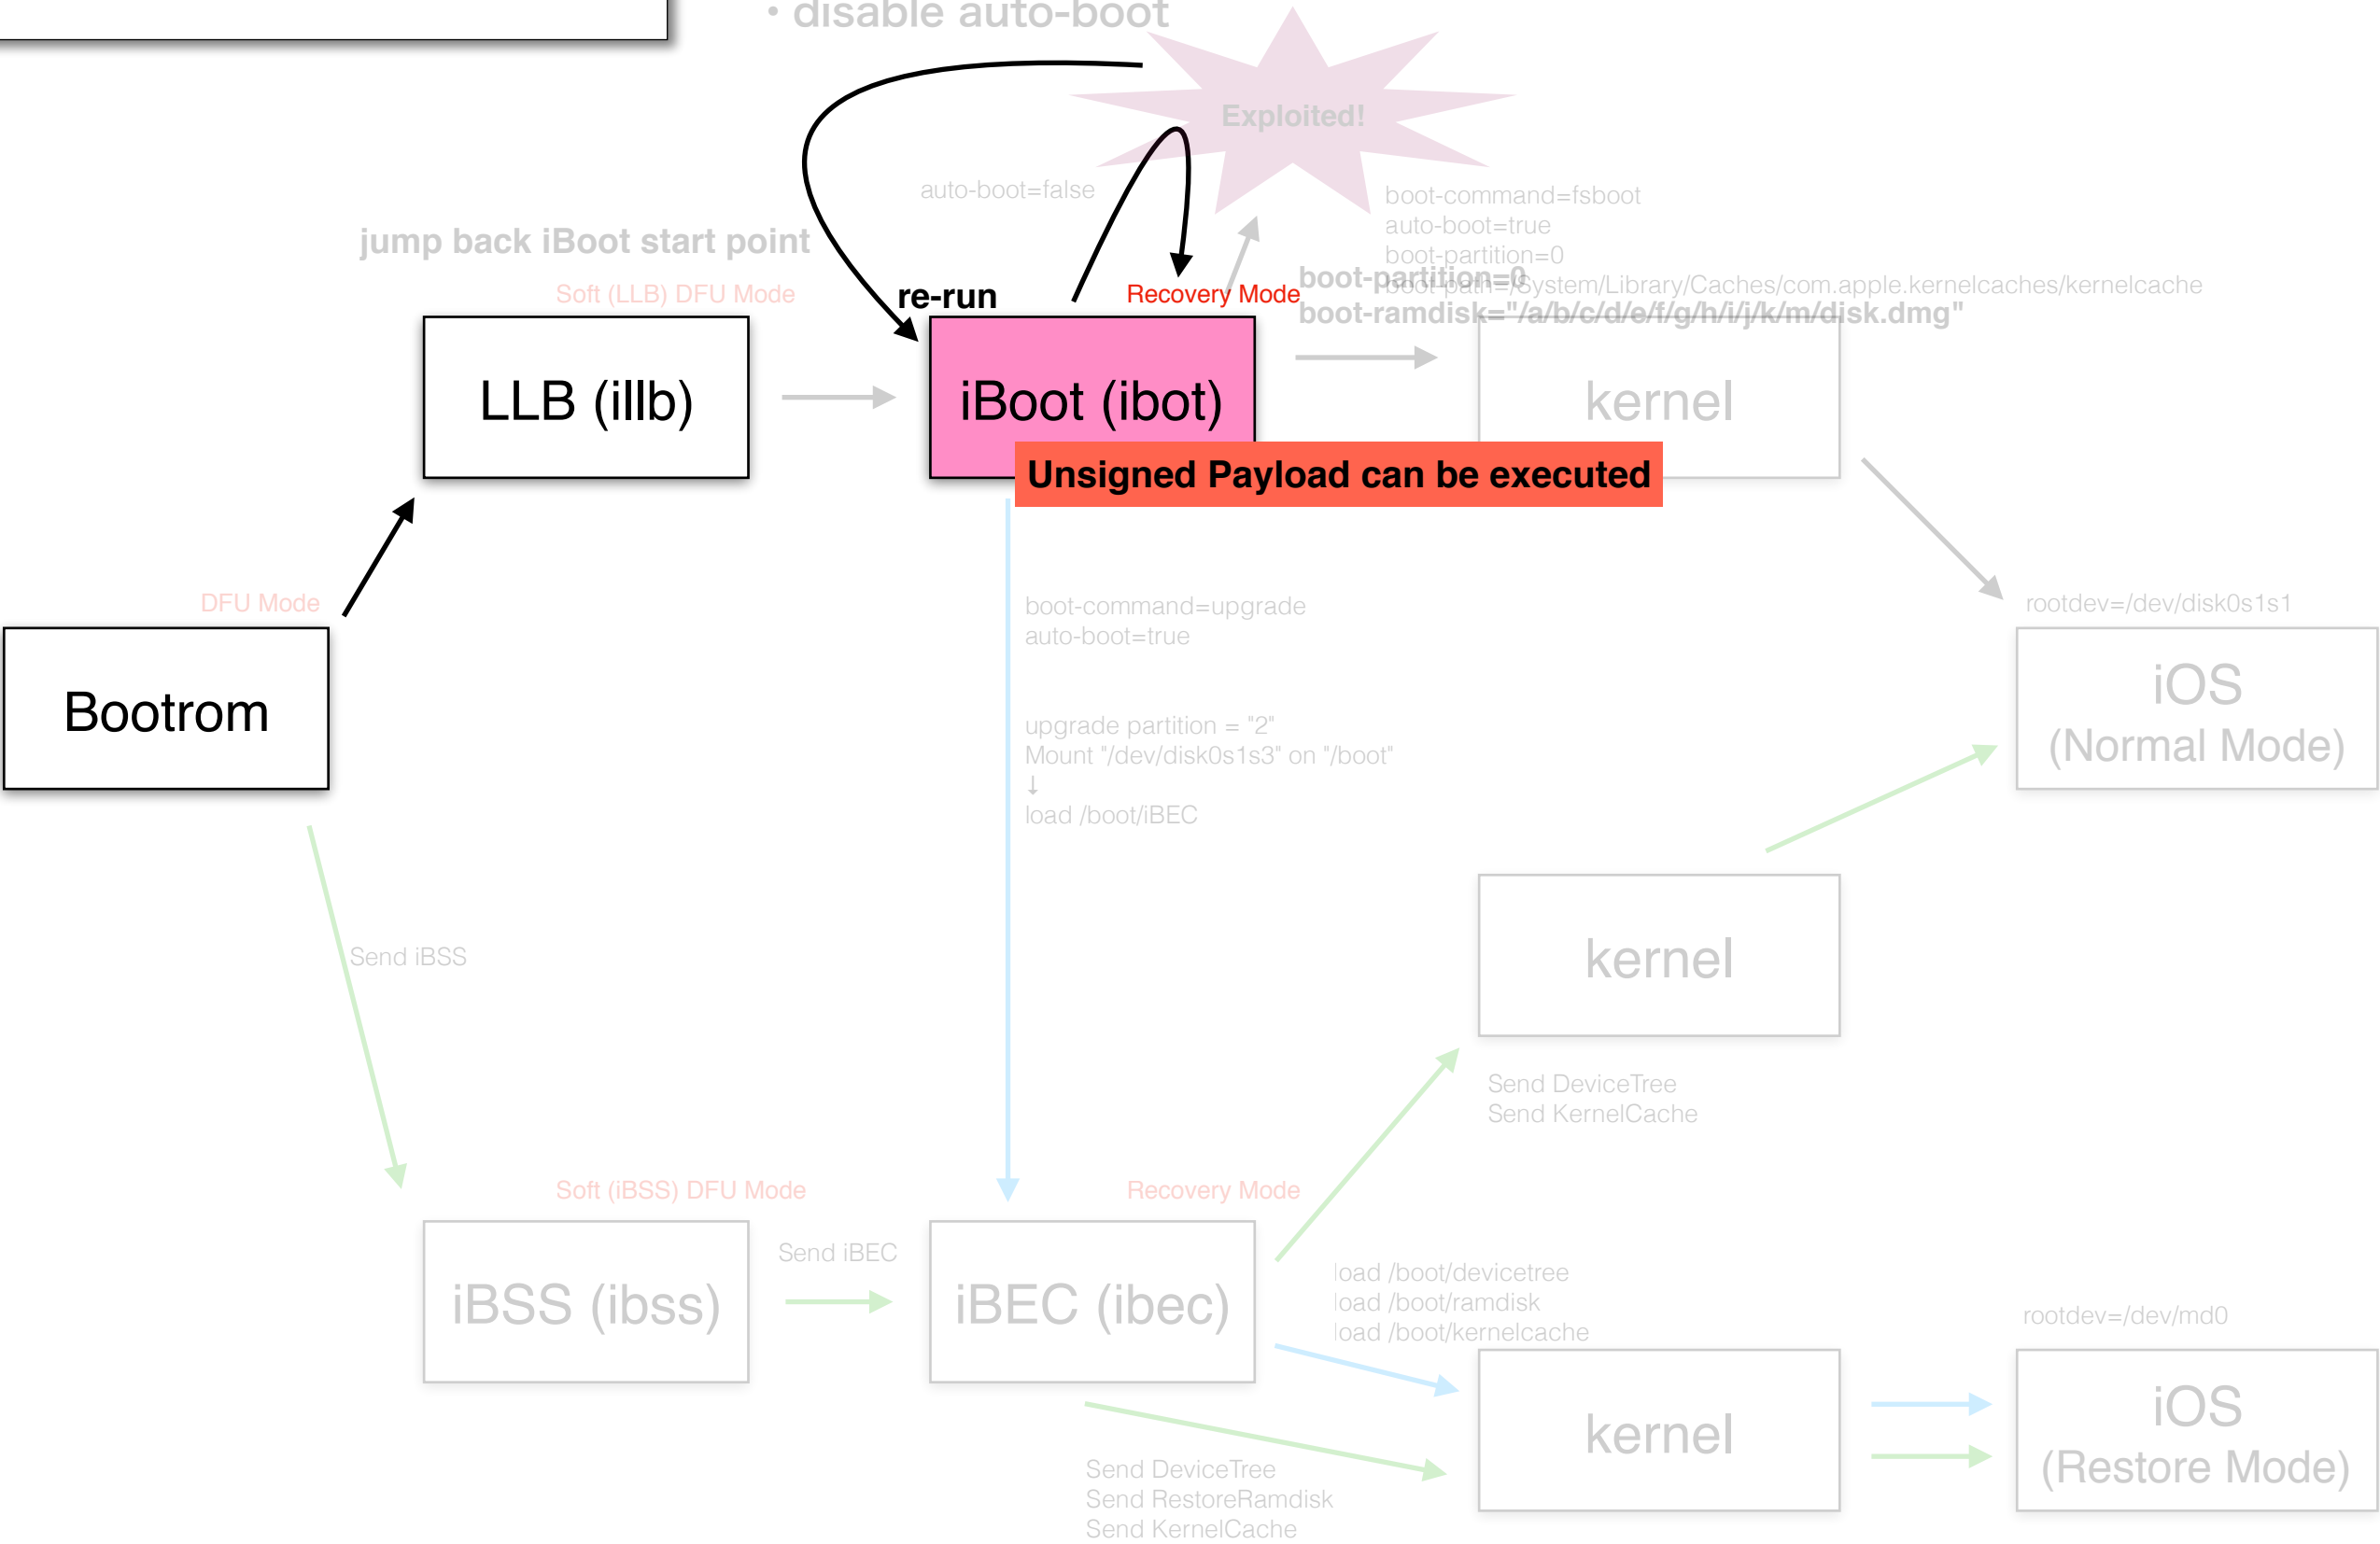 • disable auto-boot
Exploited!
auto-boot=false
boot-command=fsboot
auto-boot=true
boot-partition=0
boot-path=/System/Library/Caches/com.apple.kernelcaches/kernelcache
jump back iBoot start point
Soft (LLB) DFU Mode
re-run
Recovery Mode
boot-partition=0
boot-ramdisk="/a/b/c/d/e/f/g/h/i/j/k/m/disk.dmg"
LLB (illb)
iBoot (ibot)
kernel
Unsigned Payload can be executed
DFU Mode
Bootrom
boot-command=upgrade
auto-boot=true
upgrade partition = "2"
Mount "/dev/disk0s1s3" on "/boot"
↓
load /boot/iBEC
rootdev=/dev/disk0s1s1
iOS
(Normal Mode)
Send iBSS
kernel
Send DeviceTree
Send KernelCache
Soft (iBSS) DFU Mode
Recovery Mode
iBSS (ibss)
Send iBEC
iBEC (ibec)
load /boot/devicetree
load /boot/ramdisk
load /boot/kernelcache
kernel
rootdev=/dev/md0
iOS
(Restore Mode)
Send DeviceTree
Send RestoreRamdisk
Send KernelCache